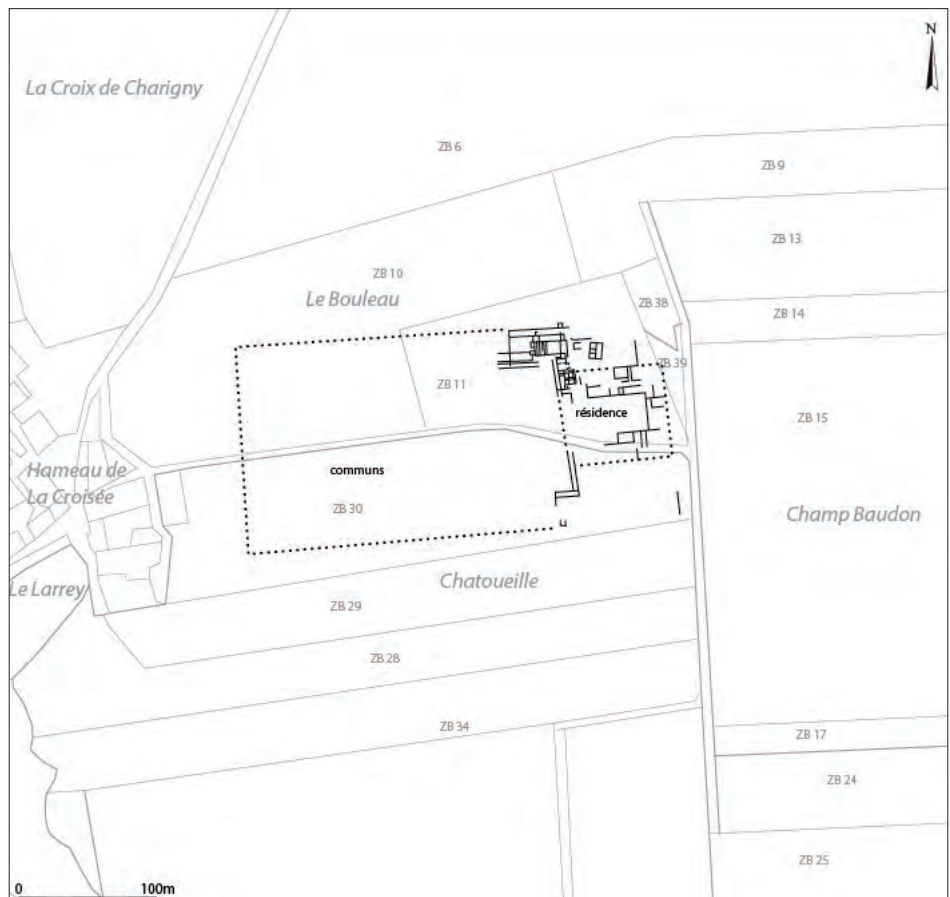 N
La Croix de Charigny
ZB 6
ZB 9
ZB 13
ZB 10
Le Bouleau
ZB 38
ZB 14
ZB 39
ZB 11
résidence
ZB 15
communs
Hameau de
La Croisée
ZB 30
Champ Baudon
Chatoueille
Le Larrey
ZB 29
ZB 28
ZB 34
ZB 17
ZB 24
ZB 25
0 100m